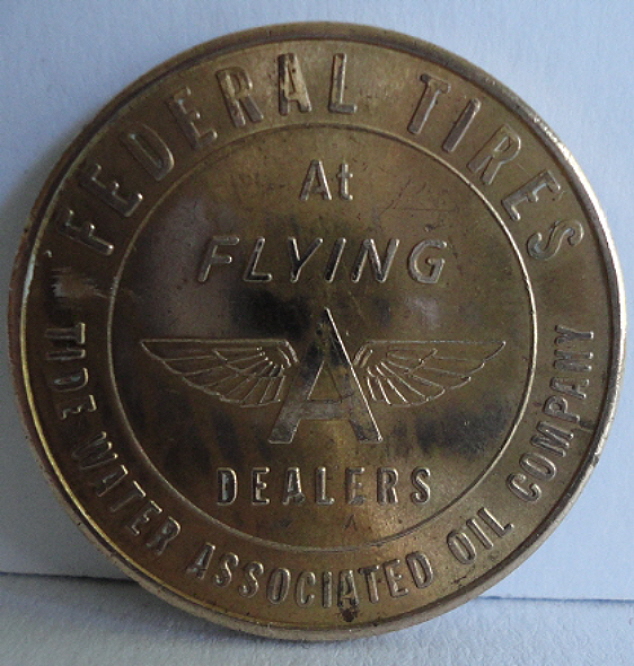 FEDERAL TIRES
At
FLYING
A
DEALERS
TIDE WATER ASSOCIATED OIL COMPANY